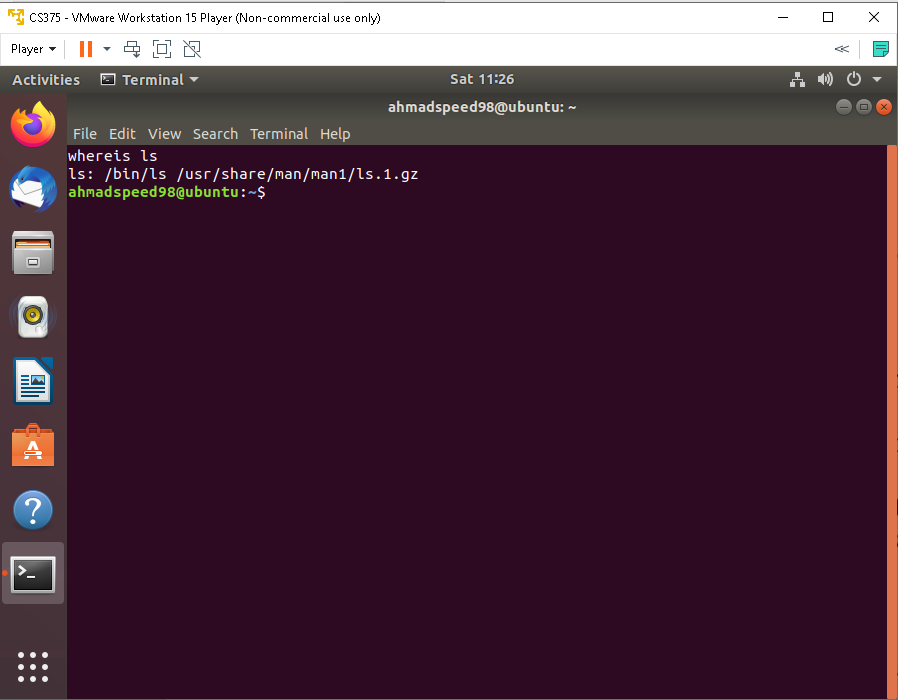 CS375 - VMware Workstation 15 Player (Non-commercial use only)
Player
Activities Terminal Sat 11:26
ahmadspeed98@ubuntu: ~
File Edit View Search Terminal Help
whereis ls
ls: /bin/ls /usr/share/man/man1/ls.1.gz
ahmadspeed98@ubuntu:~$